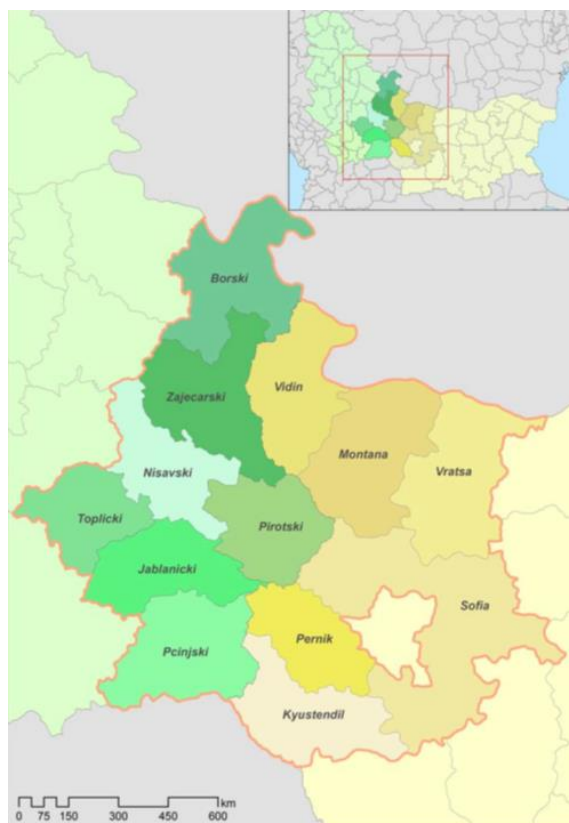 Borski
Zajecarski
Vidin
Montana
Nisavski
Vratsa
Toplicki
Pirotski
Jablanicki
Sofia
Pernik
Pcinjski
Kyustendil
km
0 75 150 300 450 600